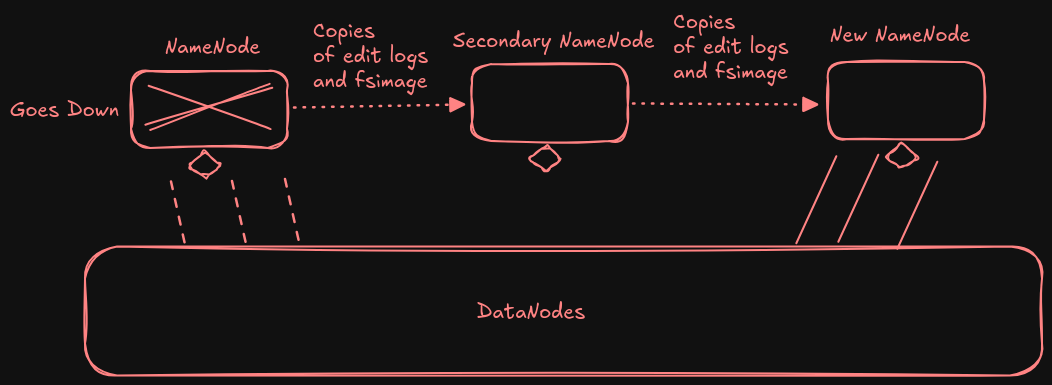 NameNode
Copies
of edit logs
and fsimage
Secondary NameNode
Copies
of edit logs
and fsimage
New NameNode
Goes Down
DataNodes